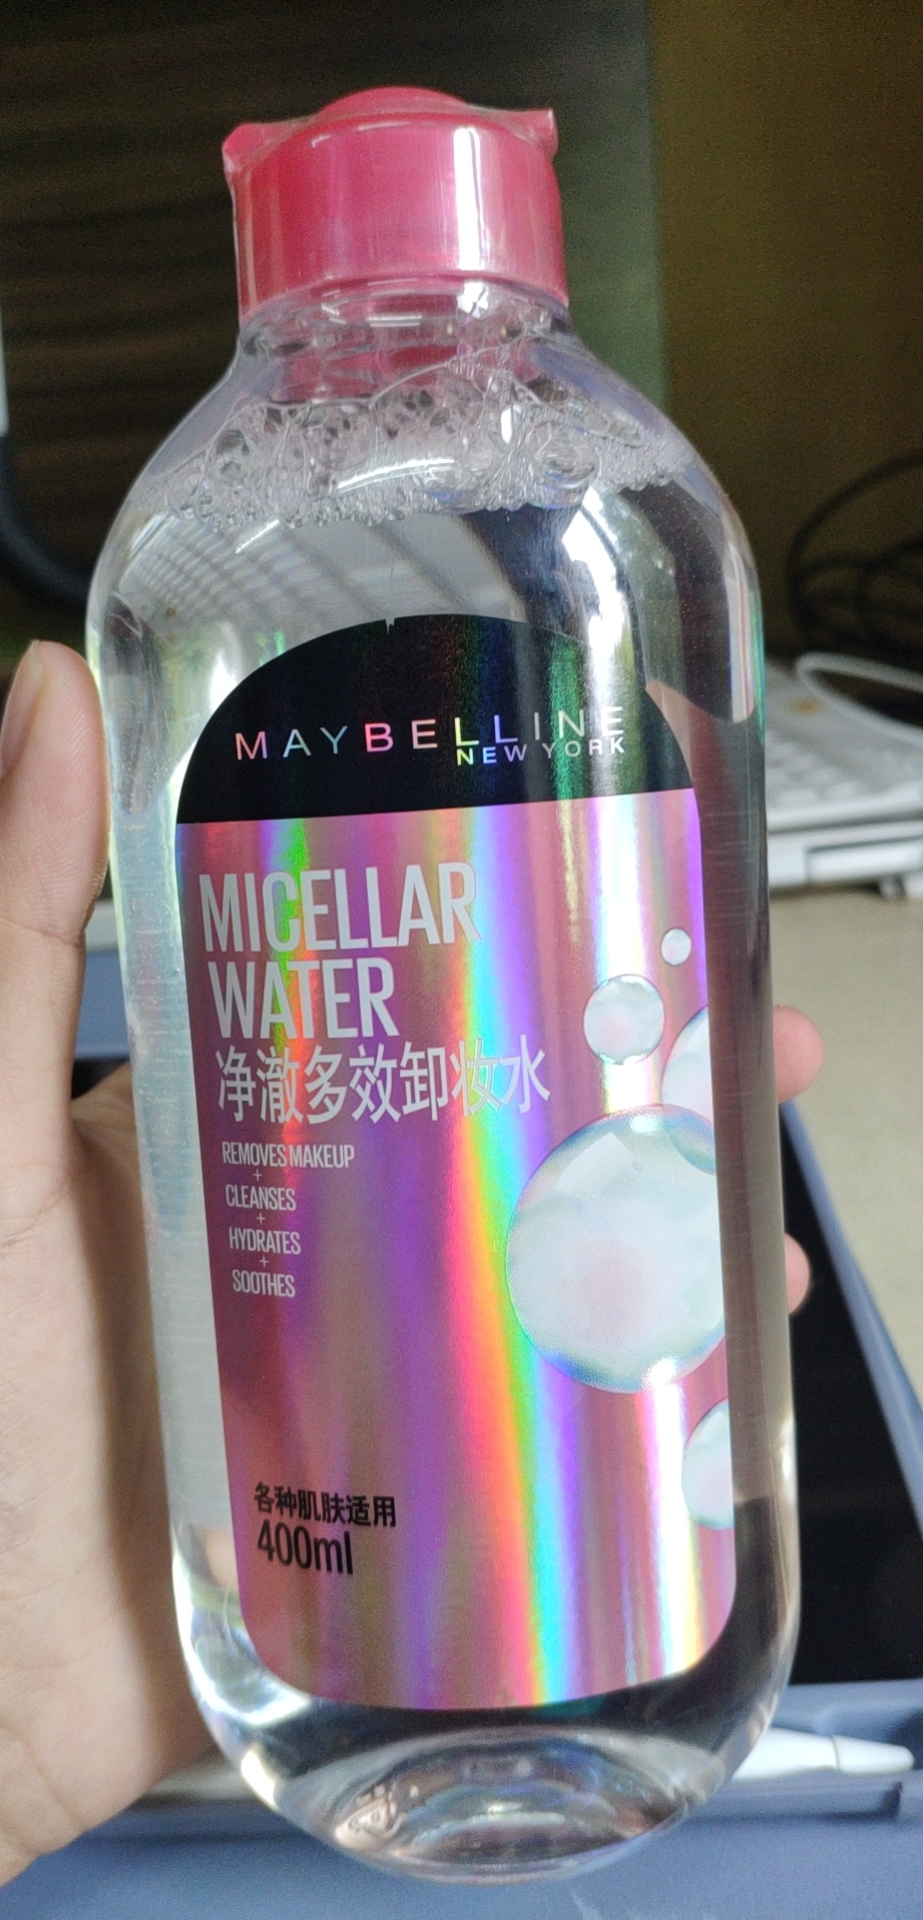 MAYBELLINE
NEW YORK
MICELLAR
WATER
净澈多效卸妆水
REMOVES MAKEUP
+
CLEANSES
+
HYDRATES
+
SOOTHES
各种肌肤适用
400ml